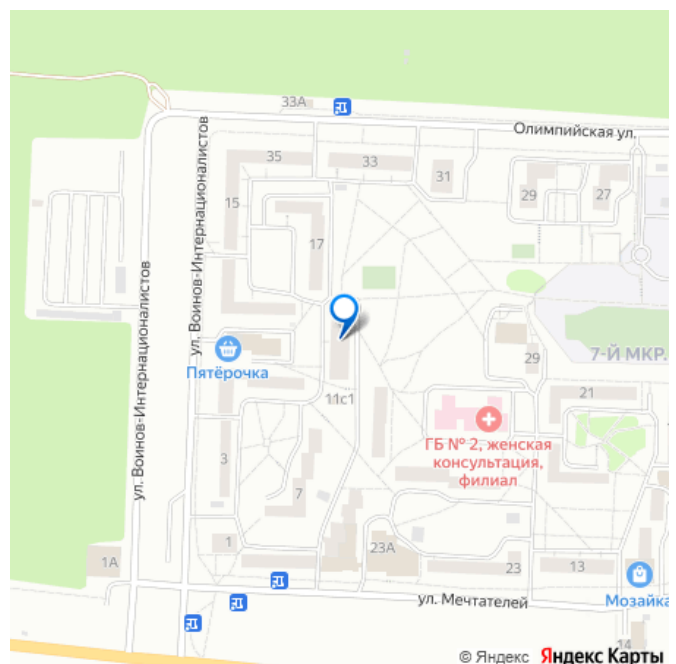 33А
Олимпийская ул.
35
33
31
29
27
15
17
ул. Воинов-Интернационалистов
ул. Воинов-Интернационалистов
Пятёрочка
29
7-Й МКР.
11с1
21
ГБ № 2, женская
консультация,
филиал
3
7
1
23А
1А
23
13
ул. Мечтателей
Мозайка
14
© Яндекс Яндекс Карты